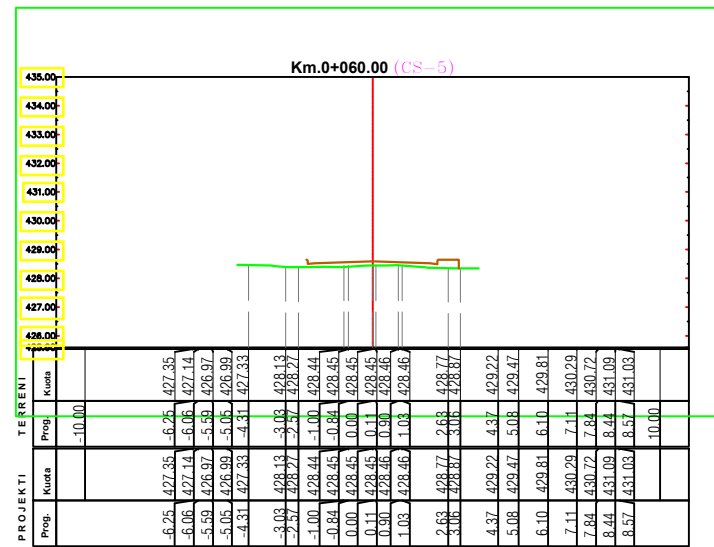 Km.0+060.00 (CS-5)
435.00
434.00
433.00
432.00
431.00
430.00
429.00
428.00
427.00
426.00
TERRENI
Kuota 427.35 427.14 426.97 426.99 427.33 428.13 428.27 428.44 428.45 428.45 428.45 428.46 428.46 428.77 428.87 429.22 429.47 429.81 430.29 430.72 431.09 431.03
Prog. -10.00 -6.25 -6.06 -5.59 -5.05 -4.31 -3.03 -2.57 -1.00 -0.84 0.00 0.11 0.90 1.03 2.63 3.06 4.37 5.08 6.10 7.11 7.84 8.44 8.57 10.00
PROJEKTI
Kuota 427.35 427.14 426.97 426.99 427.33 428.13 428.27 428.44 428.45 428.45 428.45 428.46 428.46 428.77 428.87 429.22 429.47 429.81 430.29 430.72 431.09 431.03
Prog. -6.25 -6.06 -5.59 -5.05 -4.31 -3.03 -2.57 -1.00 -0.84 0.00 0.11 0.90 1.03 2.63 3.06 4.37 5.08 6.10 7.11 7.84 8.44 8.57